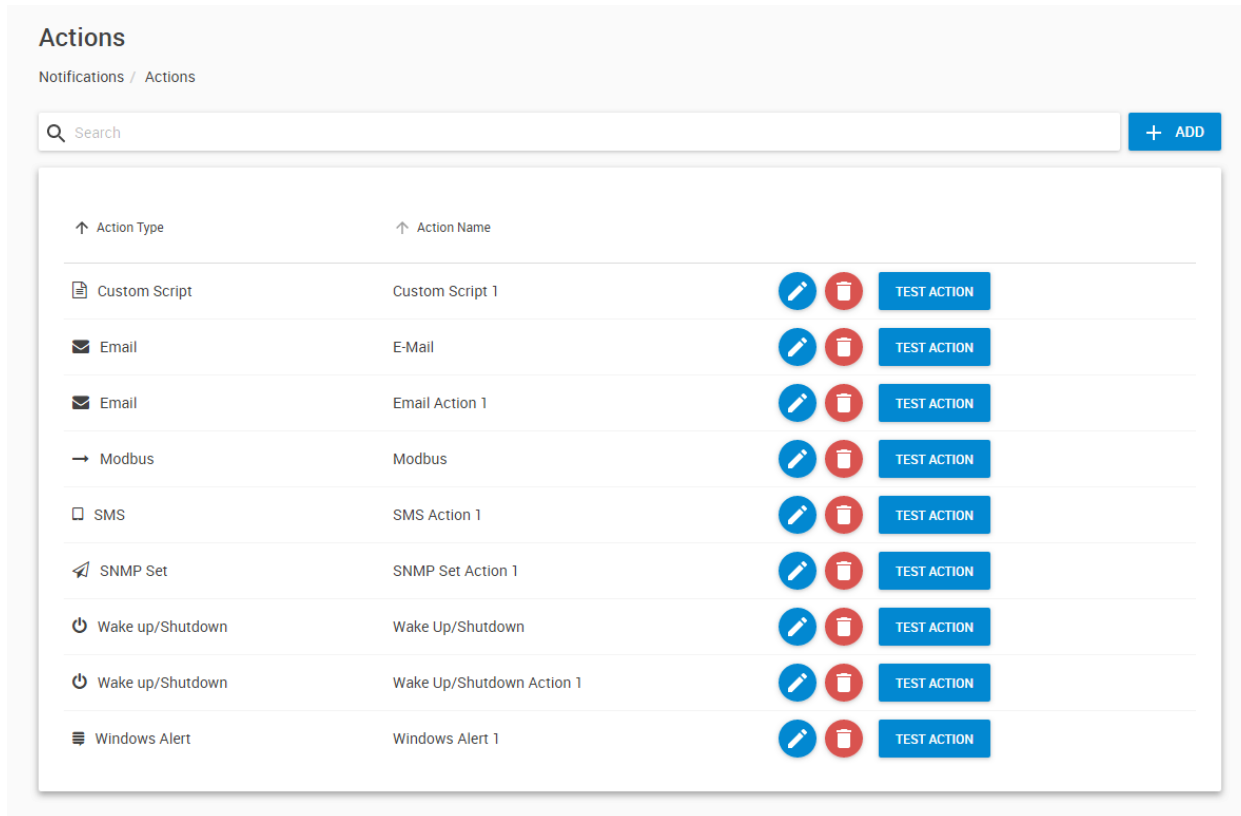 Actions
Notifications / Actions
Search
ADD
Action Type Action Name
Custom Script Custom Script 1 TEST ACTION
Email E-Mail TEST ACTION
Email Email Action 1 TEST ACTION
Modbus Modbus TEST ACTION
SMS SMS Action 1 TEST ACTION
SNMP Set SNMP Set Action 1 TEST ACTION
Wake up/Shutdown Wake Up/Shutdown TEST ACTION
Wake up/Shutdown Wake Up/Shutdown Action 1 TEST ACTION
Windows Alert Windows Alert 1 TEST ACTION